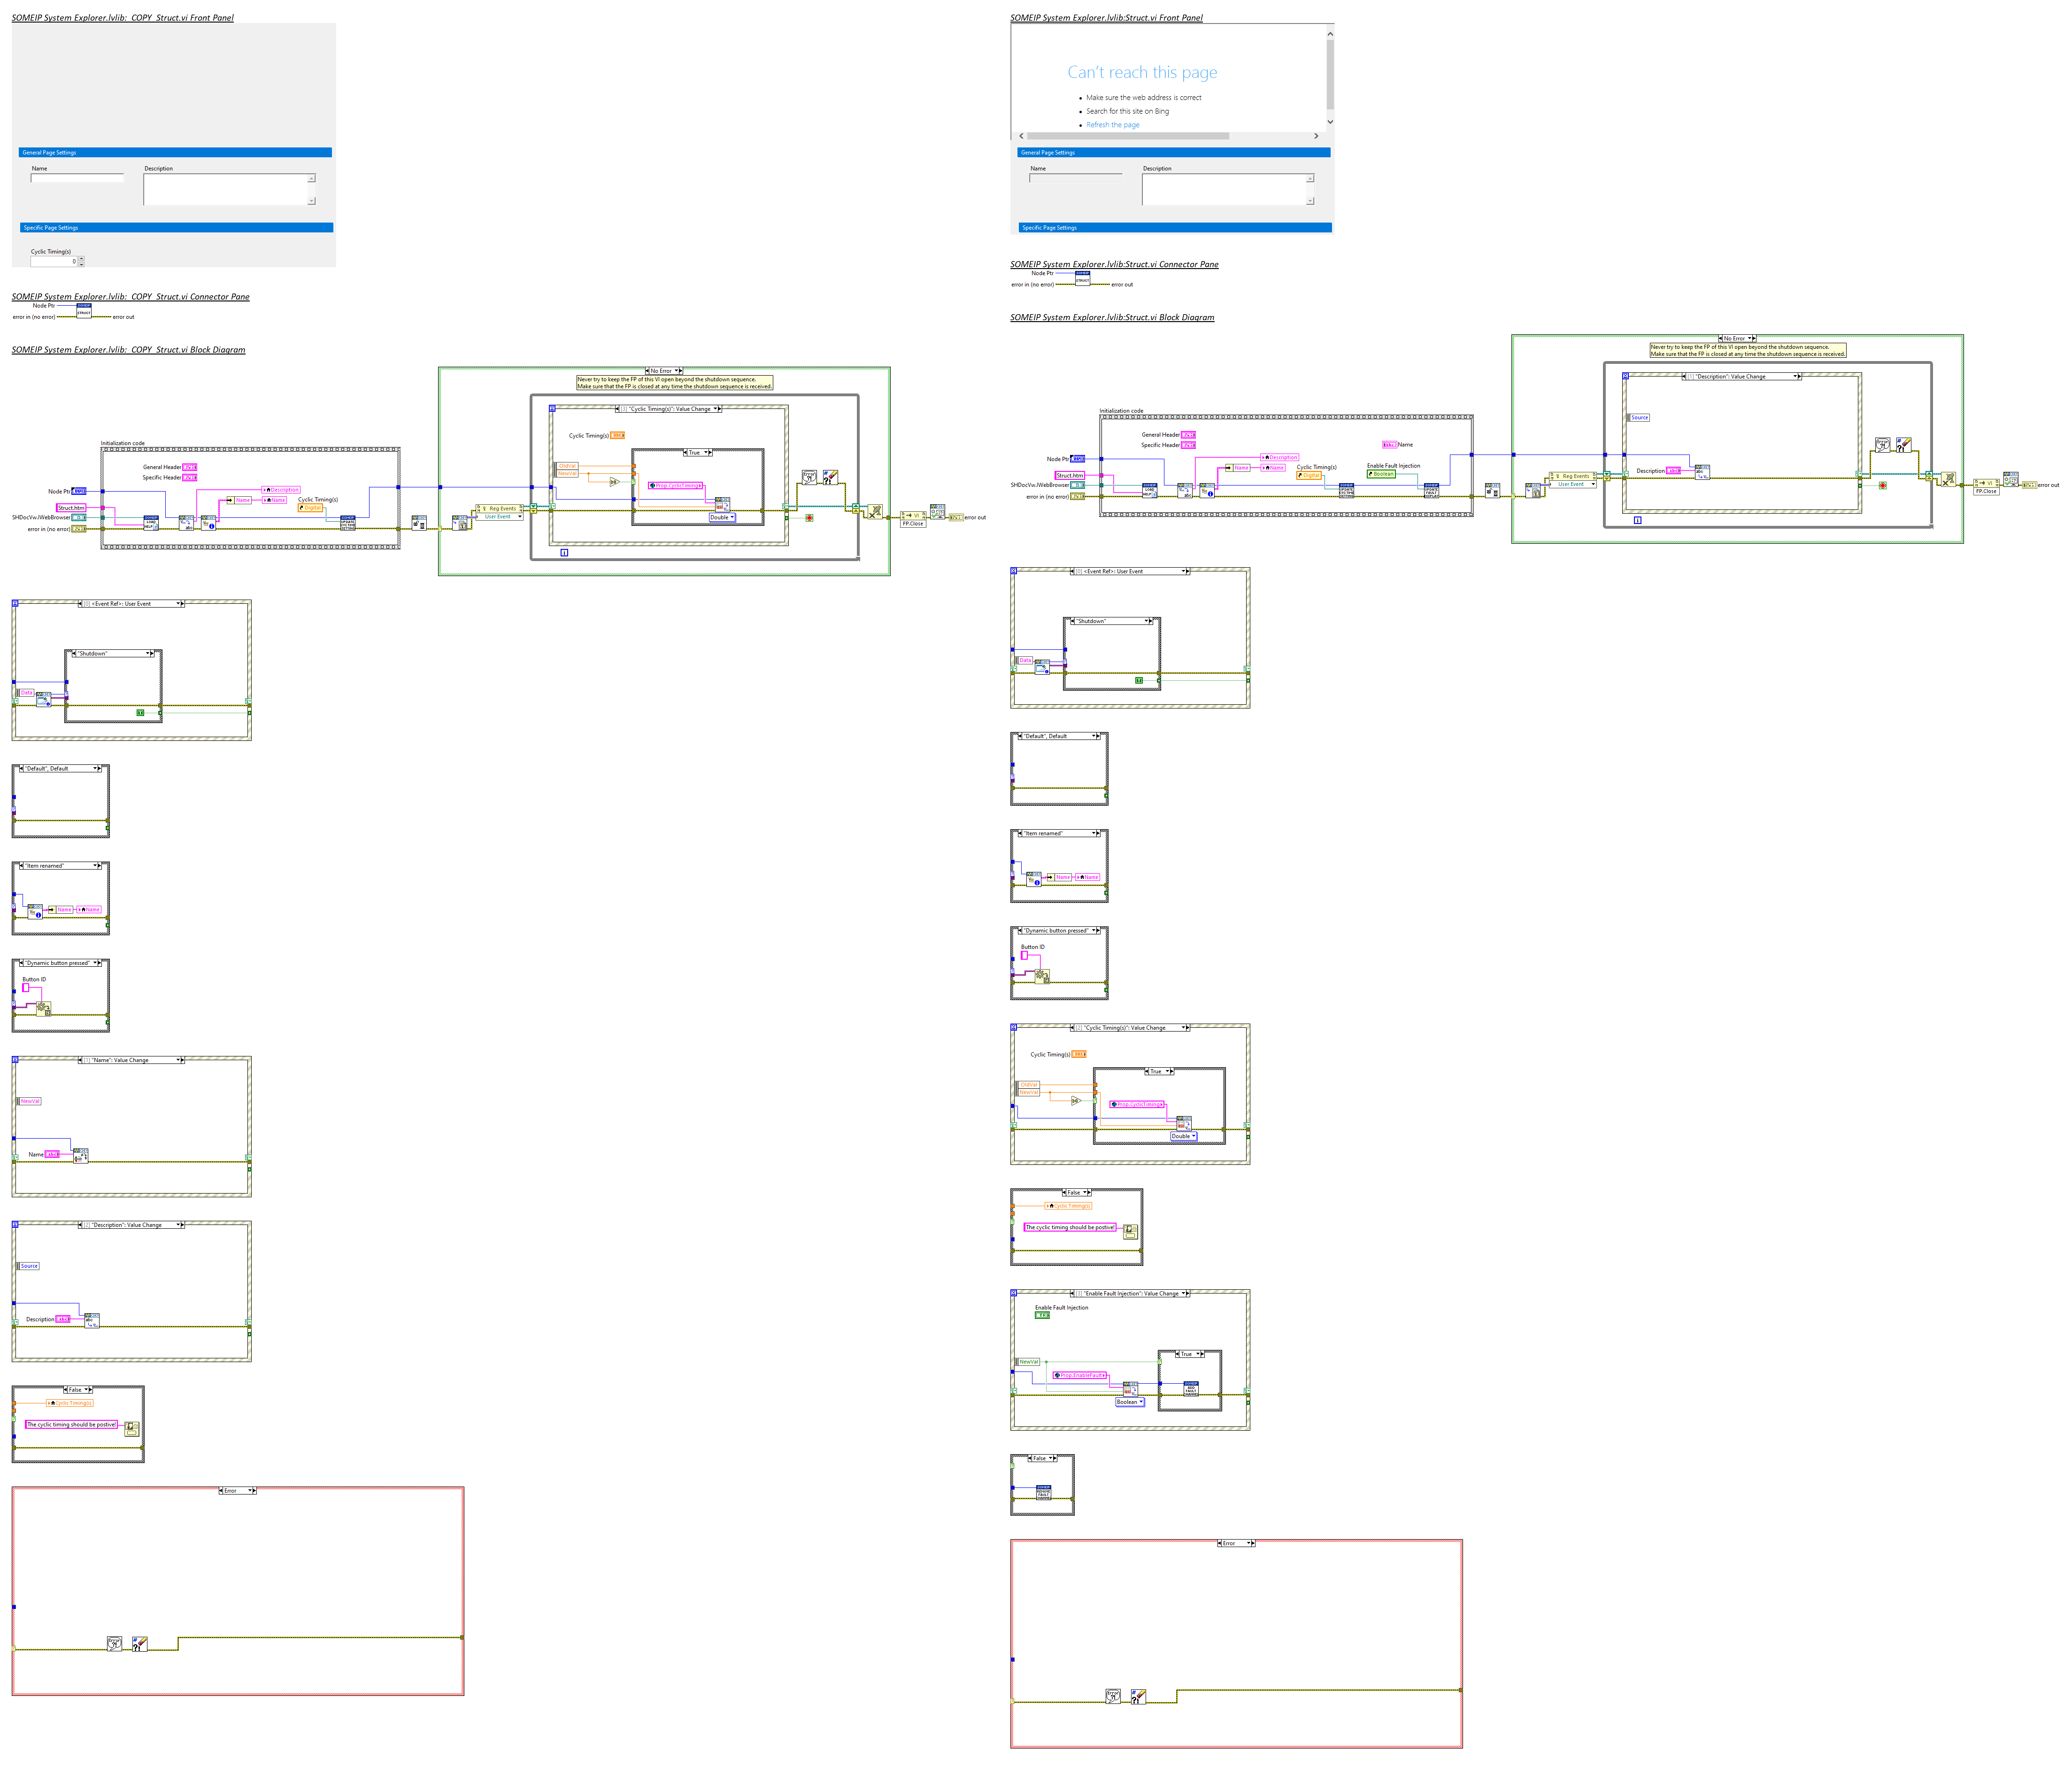 SOMEIP System Explorer.lvlib:_COPY_Struct.vi Front Panel
General Page Settings
Name
Description
Specific Page Settings
Cyclic Timing(s)
0
SOMEIP System Explorer.lvlib:_COPY_Struct.vi Connector Pane
Node Ptr
error in (no error)
error out
SOMEIP
STRUCT
SOMEIP System Explorer.lvlib:_COPY_Struct.vi Block Diagram
No Error
Never try to keep the FP of this VI open beyond the shutdown sequence.
Make sure that the FP is closed at any time the shutdown sequence is received.
[3] "Cyclic Timing(s)": Value Change
Cyclic Timing(s)
True
OldVal
NewVal
Prop.CyclicTiming
Double
Initialization code
General Header
Specific Header
Node Ptr
Struct.htm
SHDocVw.IWebBrowser
error in (no error)
Description
Name
Name
Cyclic Timing(s)
Digital
Reg Events
User Event
VI
FP.Close
error out
[0] <Event Ref>: User Event
"Shutdown"
Data
"Default", Default
"Item renamed"
Name
Name
"Dynamic button pressed"
Button ID
[1] "Name": Value Change
NewVal
Name
[2] "Description": Value Change
Source
Description
False
Cyclic Timing(s)
The cyclic timing should be postive!
Error
SOMEIP System Explorer.lvlib:Struct.vi Front Panel
Can't reach this page
Make sure the web address is correct
Search for this site on Bing
Refresh the page
General Page Settings
Name
Description
Specific Page Settings
SOMEIP System Explorer.lvlib:Struct.vi Connector Pane
Node Ptr
error in (no error)
error out
SOMEIP
STRUCT
SOMEIP System Explorer.lvlib:Struct.vi Block Diagram
No Error
Never try to keep the FP of this VI open beyond the shutdown sequence.
Make sure that the FP is closed at any time the shutdown sequence is received.
[1] "Description": Value Change
Source
Description
Initialization code
General Header
Specific Header
Name
Node Ptr
Struct.htm
SHDocVw.IWebBrowser
error in (no error)
Description
Name
Name
Cyclic Timing(s)
Digital
Enable Fault Injection
Boolean
Reg Events
User Event
VI
FP.Close
error out
[0] <Event Ref>: User Event
"Shutdown"
Data
"Default", Default
"Item renamed"
Name
Name
"Dynamic button pressed"
Button ID
[2] "Cyclic Timing(s)": Value Change
Cyclic Timing(s)
True
OldVal
NewVal
Prop.CyclicTiming
Double
False
Cyclic Timing(s)
The cyclic timing should be postive!
[3] "Enable Fault Injection": Value Change
Enable Fault Injection
NewVal
True
Prop.EnableFault
Boolean
False
Error